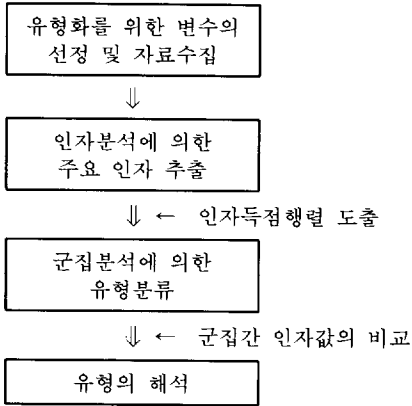 유형화를 위한 변수의
선정 및 자료수집
⇓
인자분석에 의한
주요 인자 추출
⇓ ← 인자득점행렬 도출
군집분석에 의한
유형분류
⇓ ← 군집간 인자값의 비교
유형의 해석